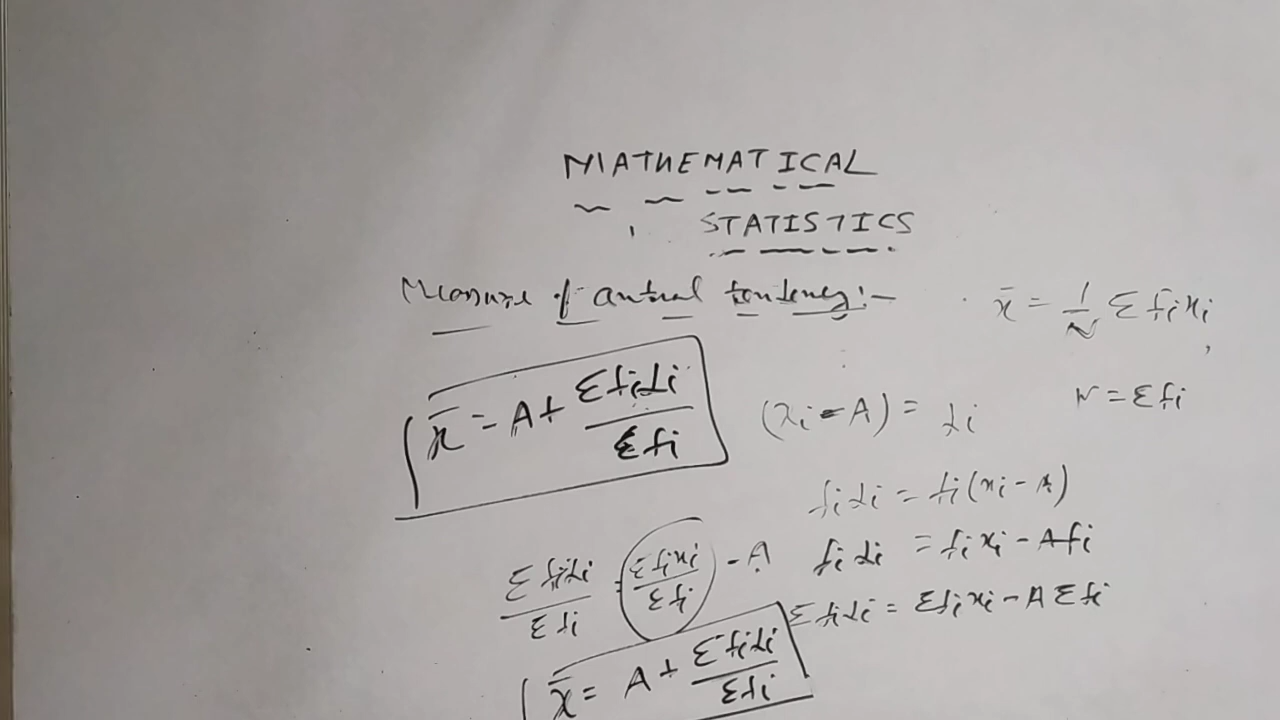 MATHEMATICAL
STATISTICS
Measure of central tendency:-
x̄ = 1/N Σ fixi
x̄ = A + Σfidi / Σfi
(xi - A) = di
N = Σfi
fidi = fi(xi - A)
fidi = fixi - Afi
Σfidi = Σfixi - AΣfi
Σfidi / Σfi = Σfixi / Σfi - A
x̄ = A + Σfidi / Σfi